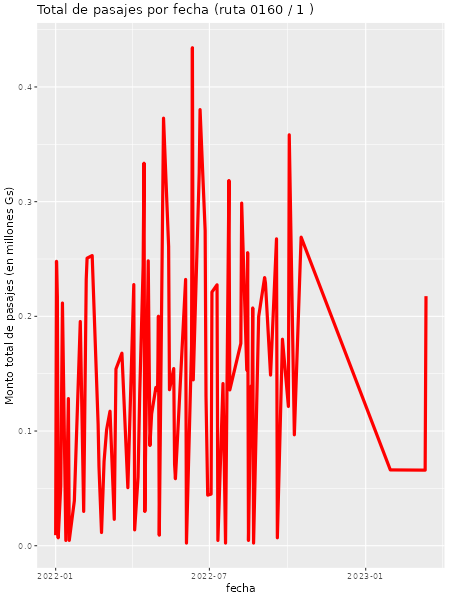 Total de pasajes por fecha (ruta 0160 / 1 )
Monto total de pasajes (en millones Gs)
0.4
0.3
0.2
0.1
0.0
2022-01
2022-07
2023-01
fecha